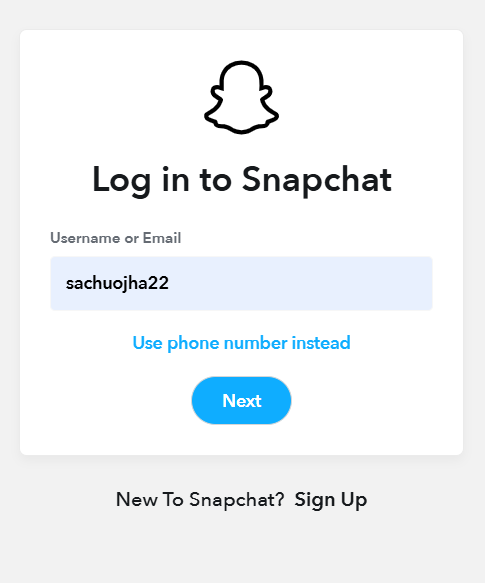 Log in to Snapchat
Username or Email
sachuojha22
Use phone number instead
Next
New To Snapchat? Sign Up